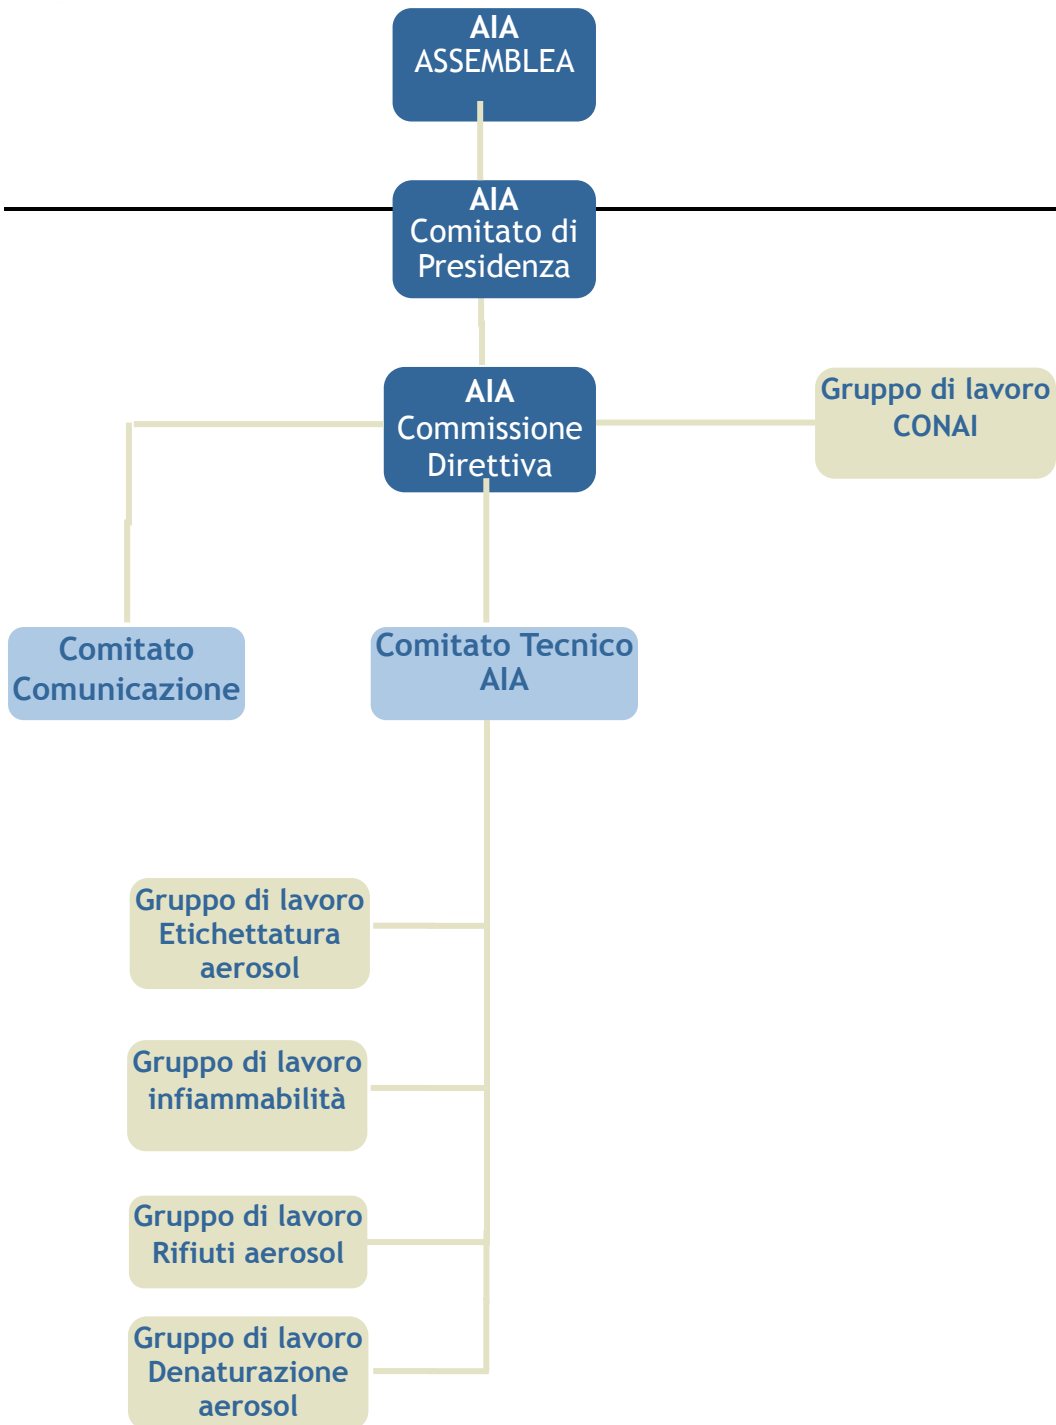 AIA
ASSEMBLEA
AIA
Comitato di
Presidenza
AIA
Commissione
Direttiva
Gruppo di lavoro
CONAI
Comitato
Comunicazione
Comitato Tecnico
AIA
Gruppo di lavoro
Etichettatura
aerosol
Gruppo di lavoro
infiammabilità
Gruppo di lavoro
Rifiuti aerosol
Gruppo di lavoro
Denaturazione
aerosol